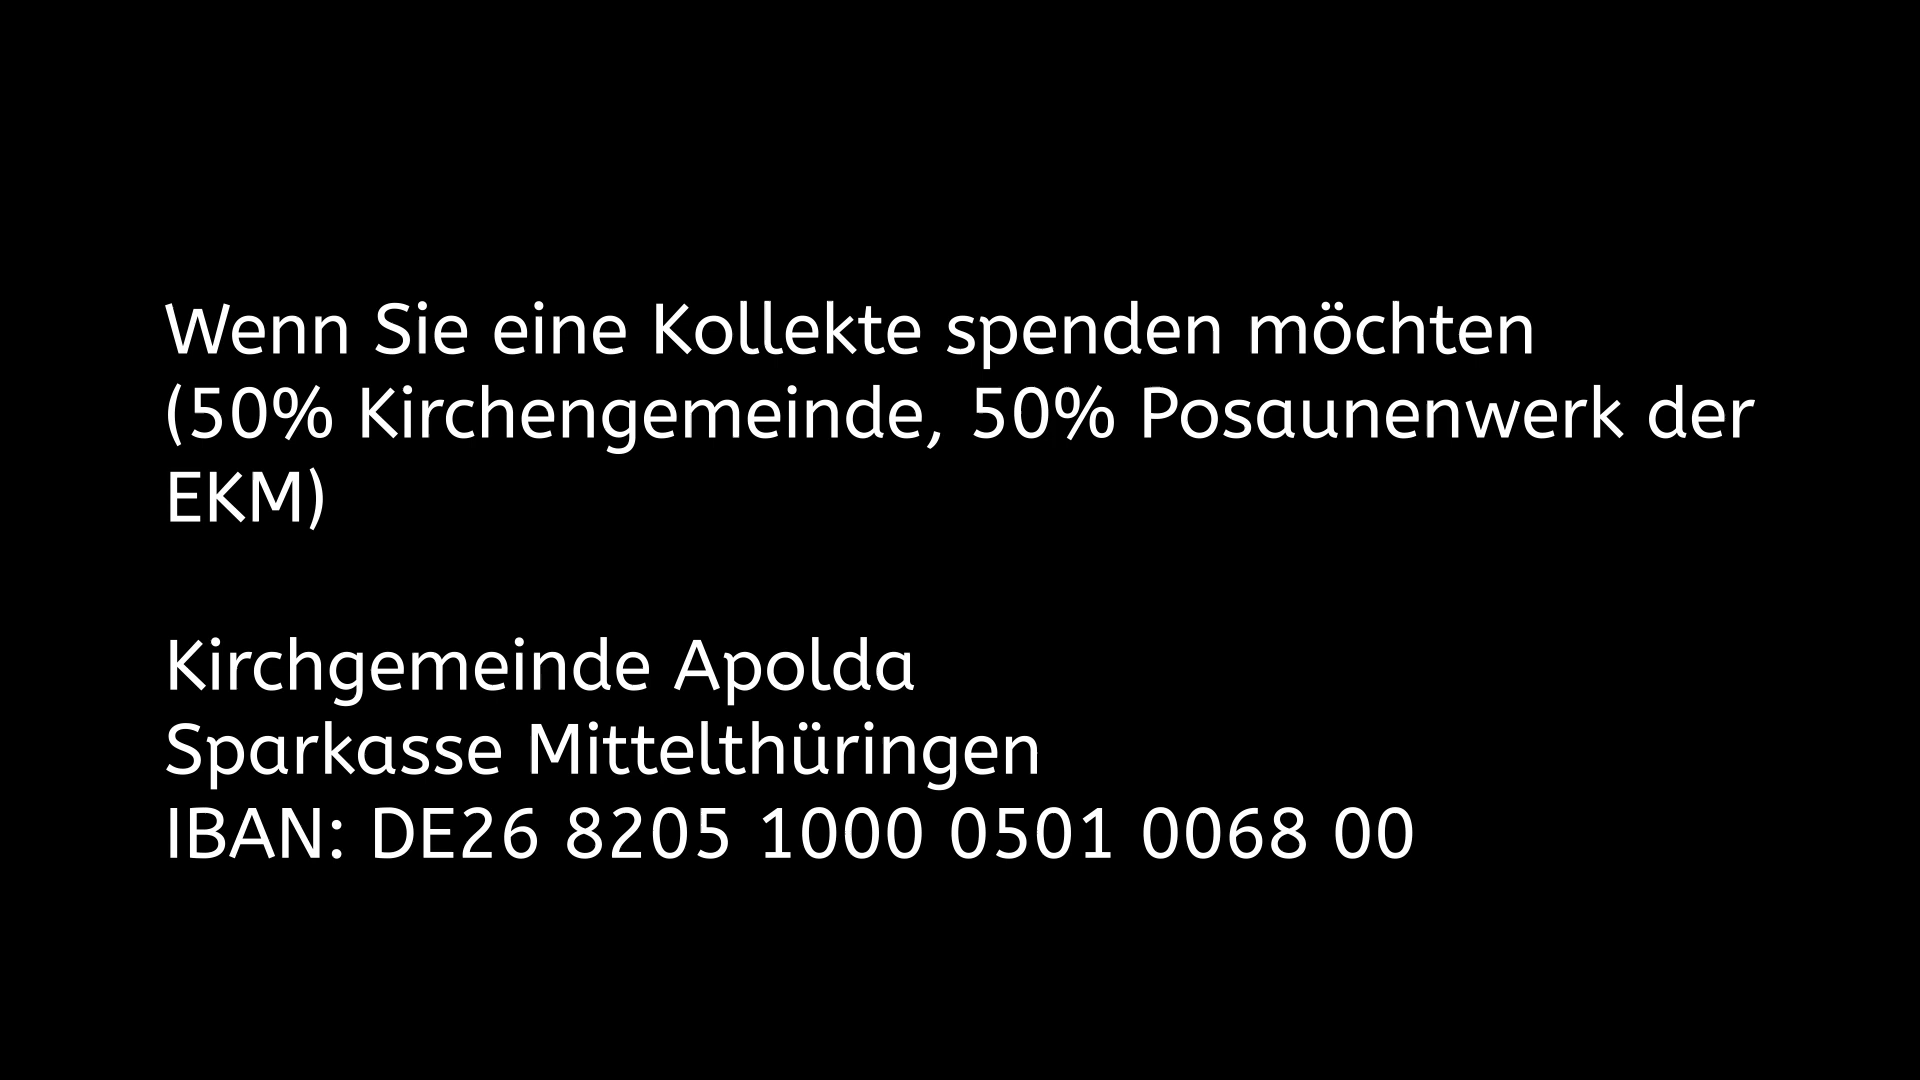 Wenn Sie eine Kollekte spenden möchten
(50% Kirchengemeinde, 50% Posaunenwerk der
EKM)
Kirchgemeinde Apolda
Sparkasse Mittelthüringen
IBAN: DE26 8205 1000 0501 0068 00